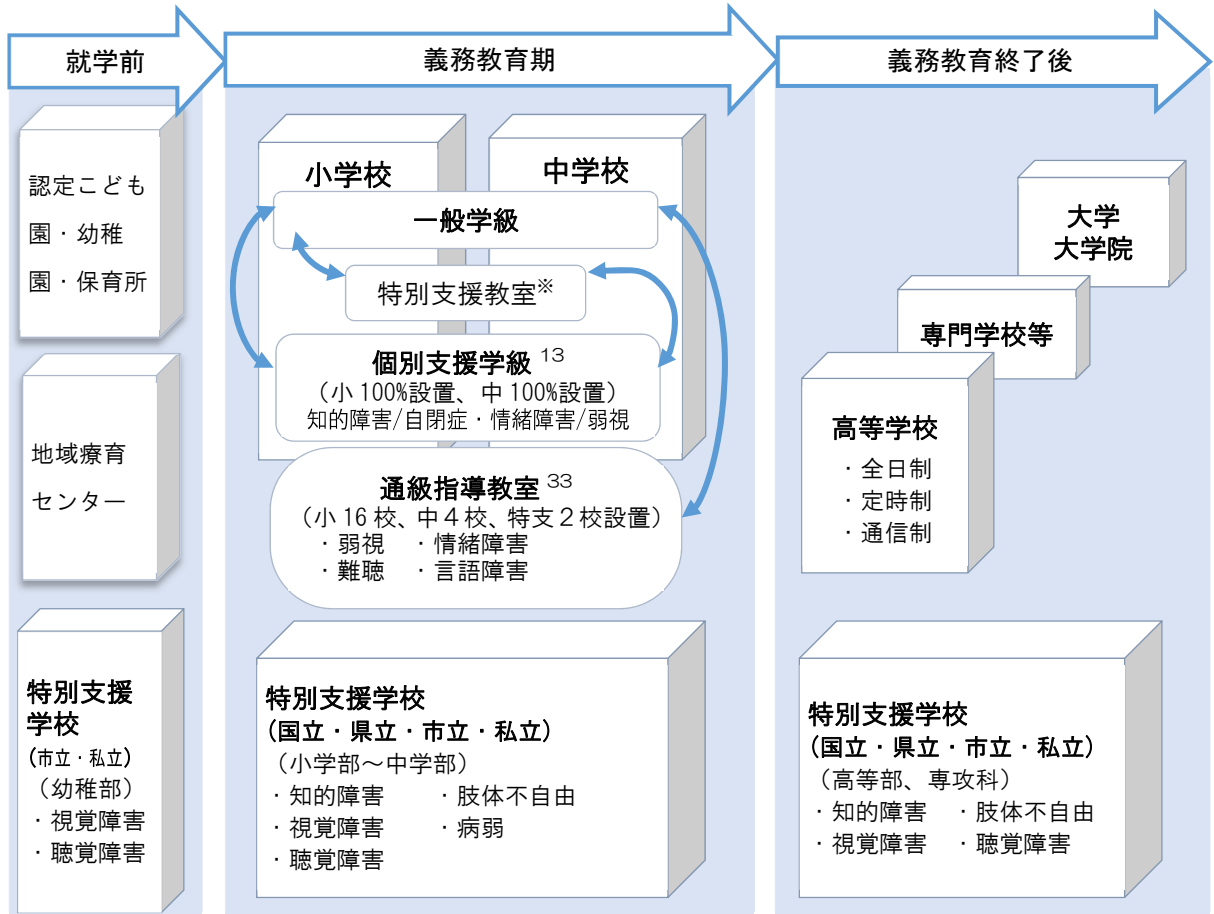 就学前
義務教育期
義務教育終了後
認定こども
園・幼稚
園・保育所
地域療育
センター
特別支援
学校
(市立・私立)
(幼稚部)
・視覚障害
・聴覚障害
小学校
中学校
一般学級
特別支援教室※
個別支援学級 13
(小 100%設置、中 100%設置)
知的障害/自閉症・情緒障害/弱視
通級指導教室 33
(小 16 校、中 4 校、特支 2 校設置)
・弱視 ・情緒障害
・難聴 ・言語障害
特別支援学校
(国立・県立・市立・私立)
(小学部~中学部)
・知的障害 ・肢体不自由
・視覚障害 ・病弱
・聴覚障害
大学
大学院
専門学校等
高等学校
・全日制
・定時制
・通信制
特別支援学校
(国立・県立・市立・私立)
(高等部、専攻科)
・知的障害 ・肢体不自由
・視覚障害 ・聴覚障害